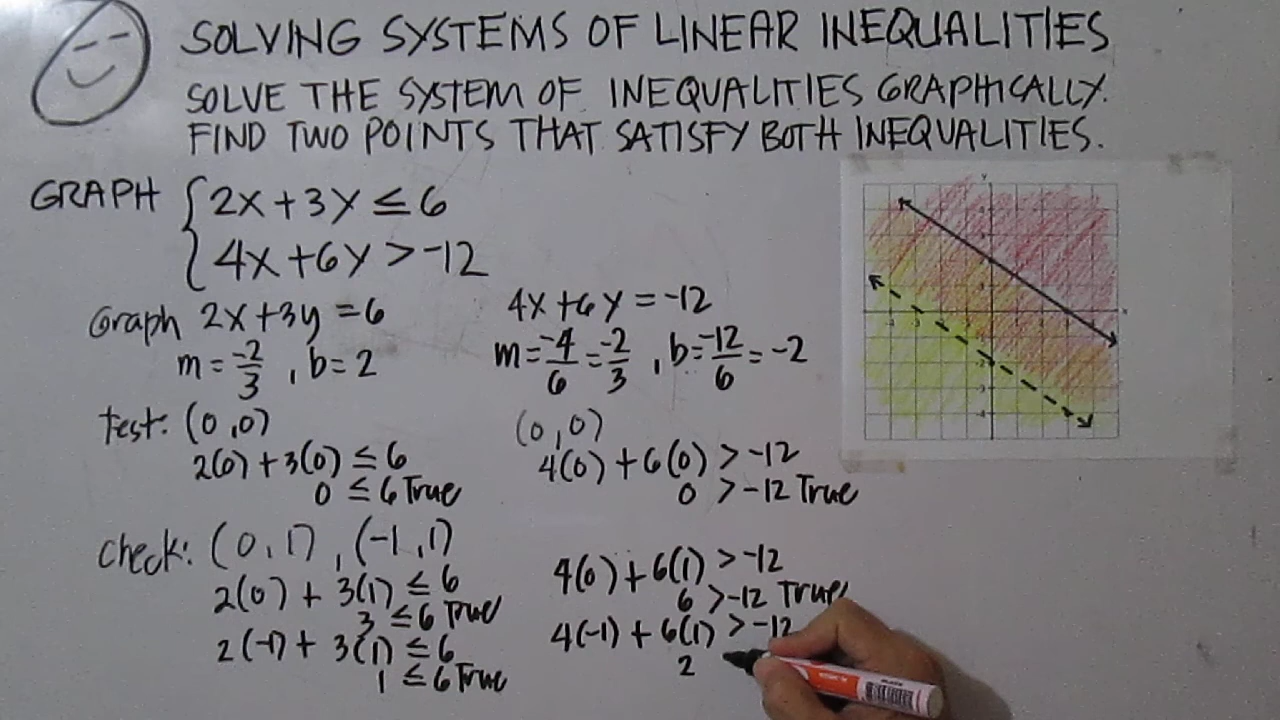 SOLVING SYSTEMS OF LINEAR INEQUALITIES
SOLVE THE SYSTEM OF INEQUALITIES GRAPHICALLY.
FIND TWO POINTS THAT SATISFY BOTH INEQUALITIES.
GRAPH { 2X + 3Y ≤ 6
4X + 6Y > -12
Graph 2x + 3y = 6
m = -2/3 , b = 2
4X + 6Y = -12
m = -4/6 = -2/3 , b = -12/6 = -2
test: (0,0)
2(0) + 3(0) ≤ 6
0 ≤ 6 True
(0,0)
4(0) + 6(0) > -12
0 > -12 True
check: (0,1) , (-1,1)
2(0) + 3(1) ≤ 6
3 ≤ 6 True
2(-1) + 3(1) ≤ 6
1 ≤ 6 True
4(0) + 6(1) > -12
6 > -12 True
4(-1) + 6(1) > -12
2
y
x